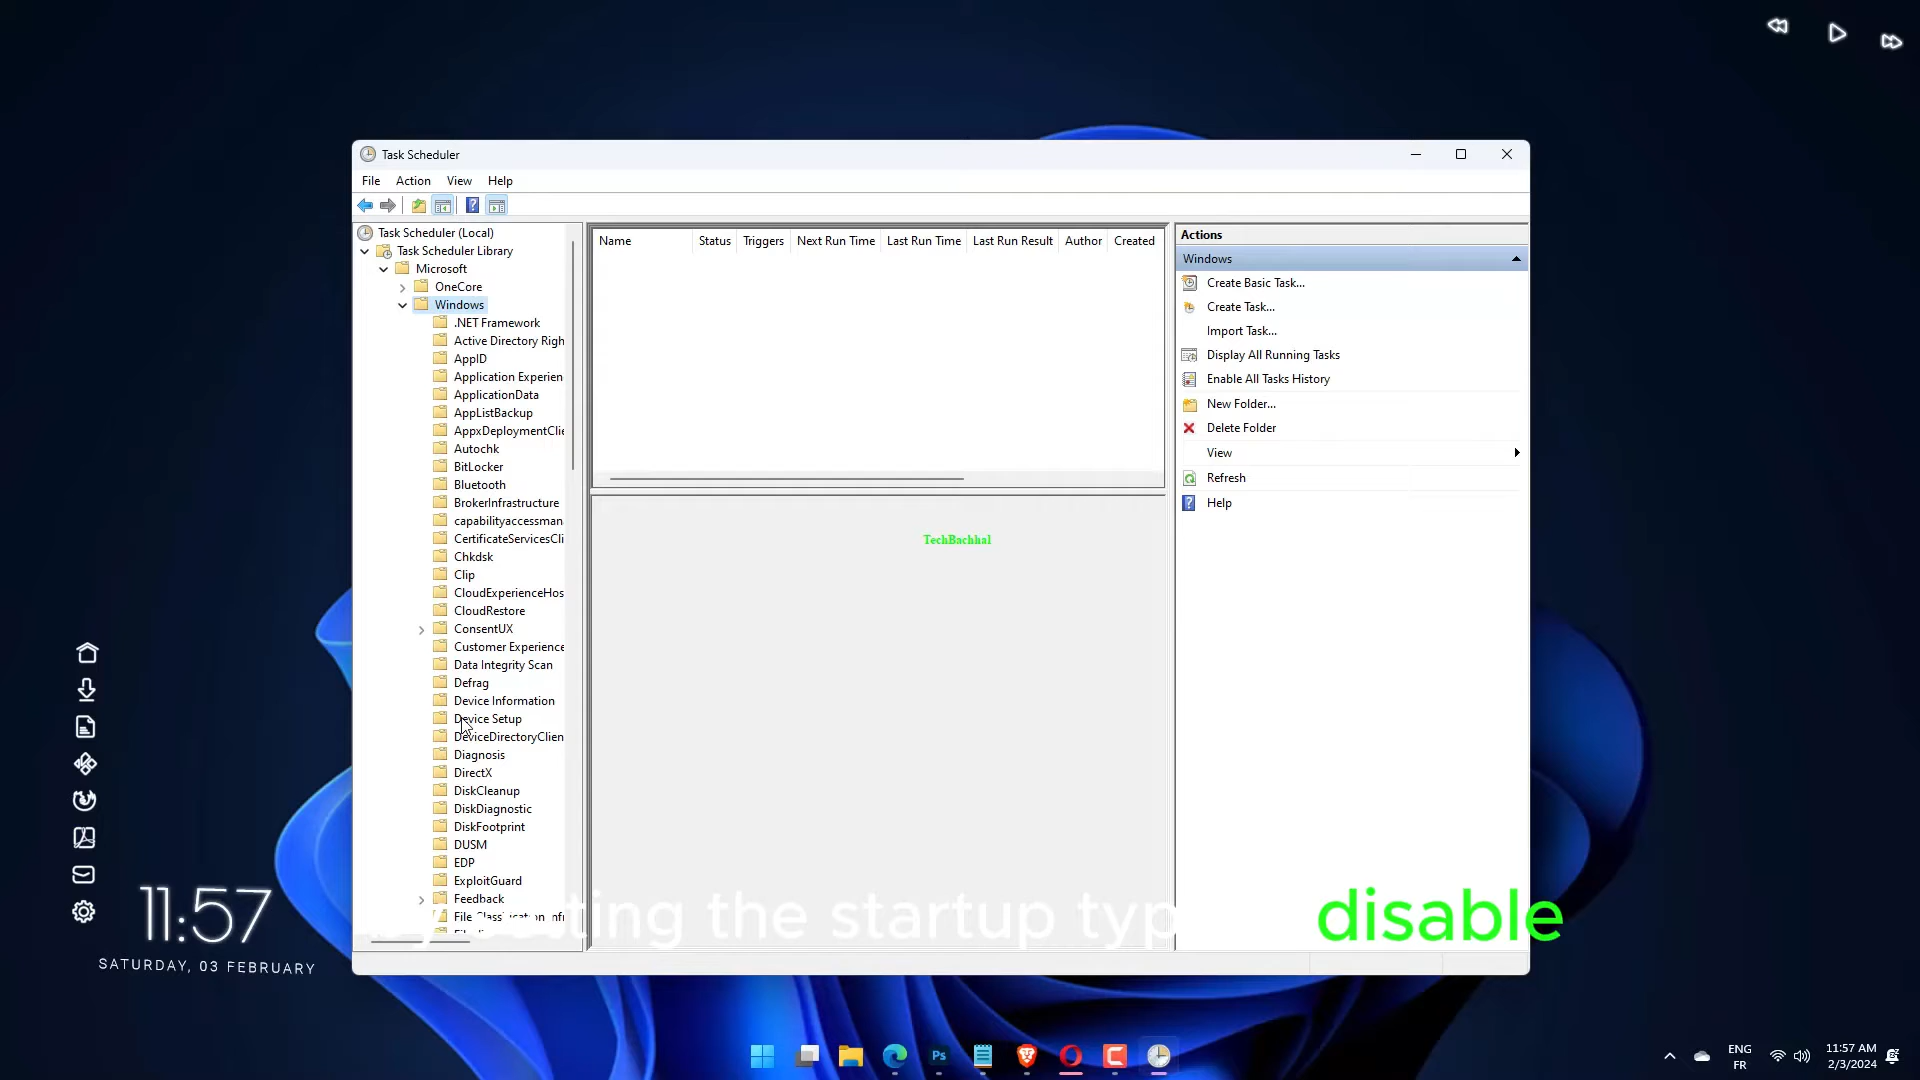 Task Scheduler
File Action View Help
Task Scheduler (Local)
Task Scheduler Library
Microsoft
OneCore
Windows
.NET Framework
Active Directory Righ
AppID
Application Experien
ApplicationData
AppListBackup
AppxDeploymentClie
Autochk
BitLocker
Bluetooth
BrokerInfrastructure
capabilityaccessman
CertificateServicesCli
Chkdsk
Clip
CloudExperienceHos
CloudRestore
ConsentUX
Customer Experience
Data Integrity Scan
Defrag
Device Information
Device Setup
DeviceDirectoryClien
Diagnosis
DirectX
DiskCleanup
DiskDiagnostic
DiskFootprint
DUSM
EDP
ExploitGuard
Feedback
Name Status Triggers Next Run Time Last Run Time Last Run Result Author Created
TechBachhal
Actions
Windows
Create Basic Task...
Create Task...
Import Task...
Display All Running Tasks
Enable All Tasks History
New Folder...
Delete Folder
View
Refresh
Help
the startup disable
11:57
SATURDAY, 03 FEBRUARY
Ps
ENG
FR
11:57 AM
2/3/2024